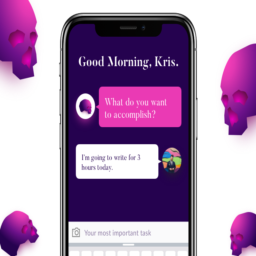 Good Morning, Kris.
What do you want
to accomplish?
I'm going to write for 3
hours today.
Your most important task